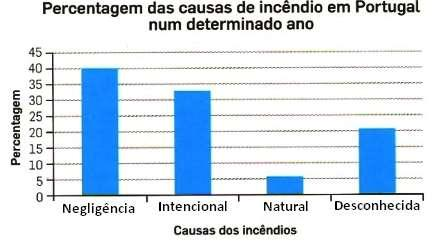 Percentagem das causas de incêndio em Portugal
num determinado ano
Percentagem
45
40
35
30
25
20
15
10
5
0
Negligência Intencional Natural Desconhecida
Causas dos incêndios